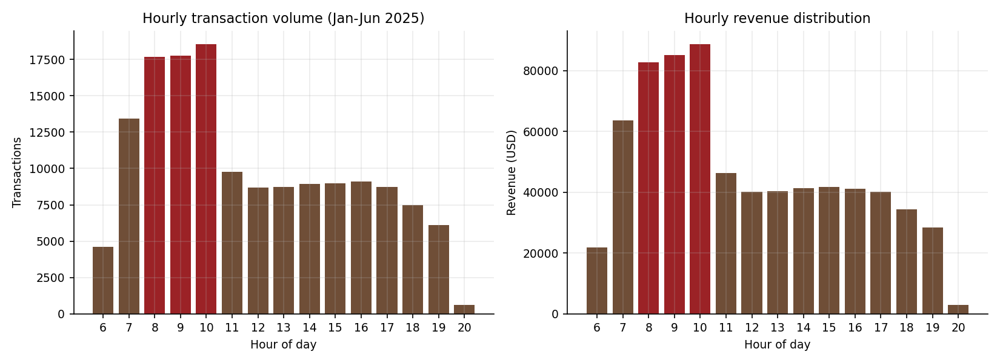 Hourly transaction volume (Jan-Jun 2025)
Transactions
17500
15000
12500
10000
7500
5000
2500
0
6 7 8 9 10 11 12 13 14 15 16 17 18 19 20
Hour of day
Hourly revenue distribution
Revenue (USD)
80000
60000
40000
20000
0
6 7 8 9 10 11 12 13 14 15 16 17 18 19 20
Hour of day